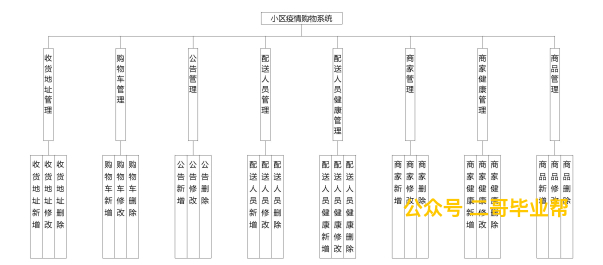 小区疫情购物系统
收货地址管理
购物车管理
公告管理
配送人员管理
配送人员健康管理
商家管理
商家健康管理
商品管理
收货地址新增
收货地址修改
收货地址删除
购物车新增
购物车修改
购物车删除
公告新增
公告修改
公告删除
配送人员新增
配送人员修改
配送人员删除
配送人员健康新增
配送人员健康修改
配送人员健康删除
商家新增
商家修改
商家删除
商家健康新增
商家健康修改
商家健康删除
商品新增
商品修改
商品删除
公众号 二哥毕业帮